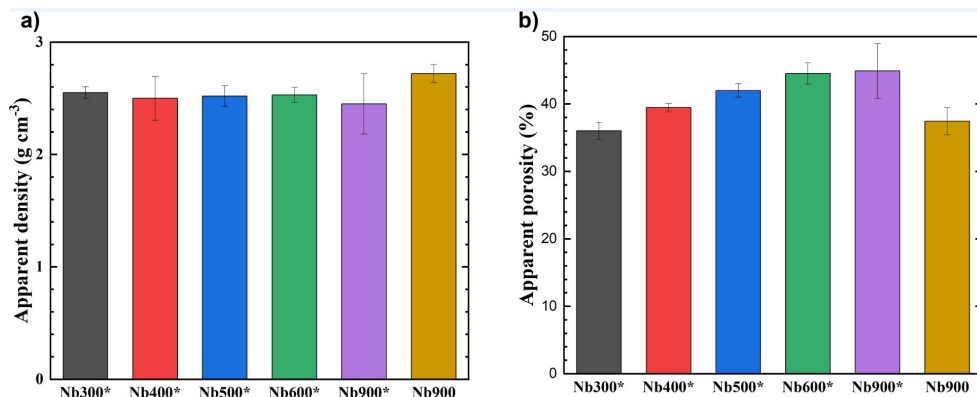 a)
Apparent density (g cm-3)
3
2
1
0
Nb300* Nb400* Nb500* Nb600* Nb900* Nb900
b)
Apparent porosity (%)
50
40
30
20
10
0
Nb300* Nb400* Nb500* Nb600* Nb900* Nb900